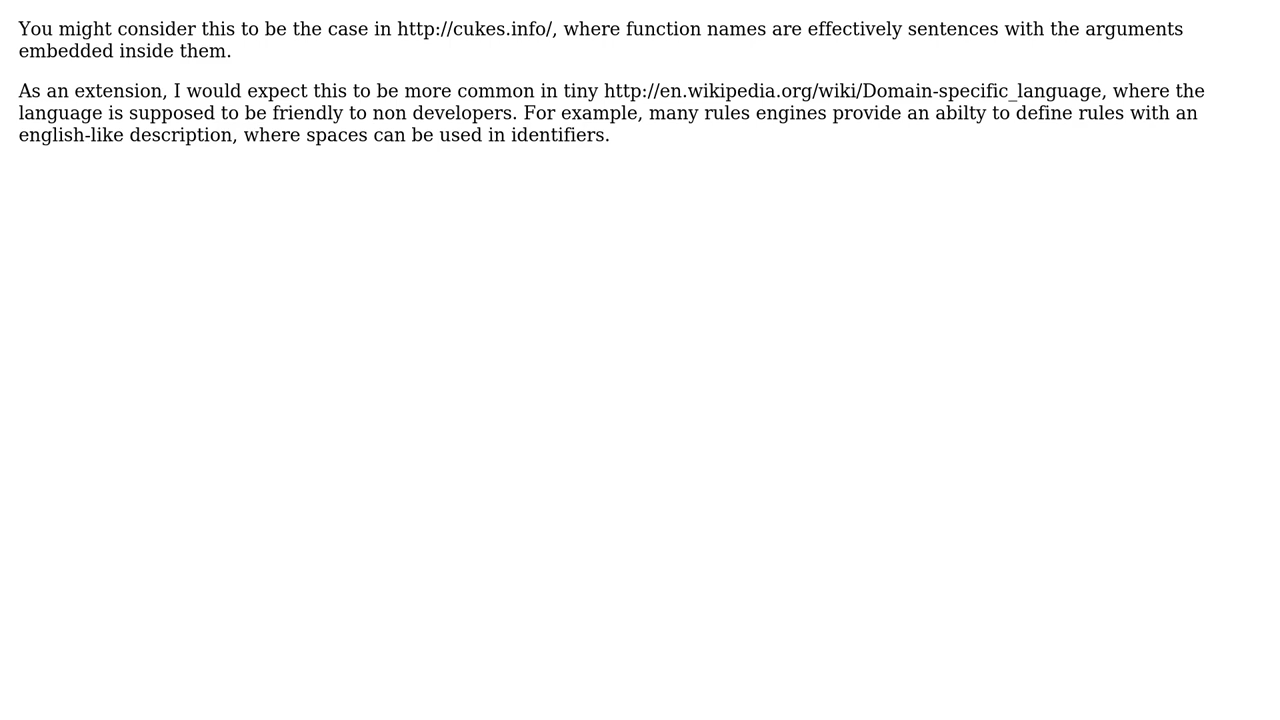 You might consider this to be the case in http://cukes.info/, where function names are effectively sentences with the arguments
embedded inside them.
As an extension, I would expect this to be more common in tiny http://en.wikipedia.org/wiki/Domain-specific_language, where the
language is supposed to be friendly to non developers. For example, many rules engines provide an abilty to define rules with an
english-like description, where spaces can be used in identifiers.